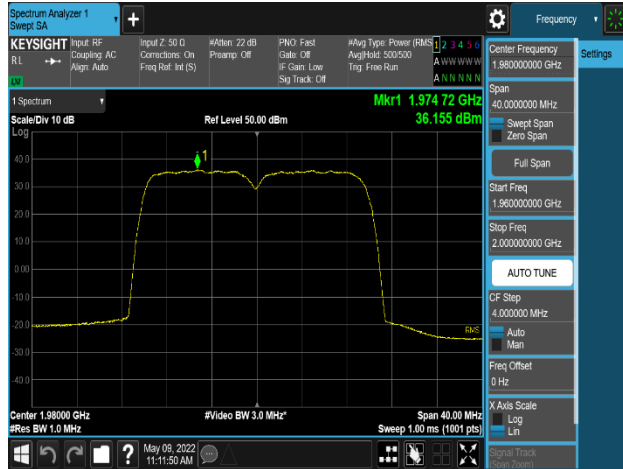 Spectrum Analyzer 1
Swept SA
+
Frequency
KEYSIGHT
Input: RF
Coupling: AC
Align: Auto
Input Z: 50 Ω
Corrections: On
Freq Ref: Int (S)
#Atten: 22 dB
Preamp: Off
PNO: Fast
Gate: Off
IF Gain: Low
Sig Track: Off
#Avg Type: Power (RMS
Avg|Hold: 500/500
Trig: Free Run
1 2 3 4 5 6
A W W W W W
A N N N N N
R L
1 Spectrum
Scale/Div 10 dB
Ref Level 50.00 dBm
Mkr1 1.974 72 GHz
36.155 dBm
Log
1
40.0
30.0
20.0
10.0
0.00
-10.0
-20.0
-30.0
-40.0
RMS
Center 1.98000 GHz
#Video BW 3.0 MHz*
Span 40.00 MHz
#Res BW 1.0 MHz
Sweep 1.00 ms (1001 pts)
?
May 09, 2022
11:11:50 AM
Center Frequency
1.980000000 GHz
Settings
Span
40.0000000 MHz
Swept Span
Zero Span
Full Span
Start Freq
1.960000000 GHz
Stop Freq
2.000000000 GHz
AUTO TUNE
CF Step
4.000000 MHz
Auto
Man
Freq Offset
0 Hz
X Axis Scale
Log
Lin
Signal Track
(Span Zoom)